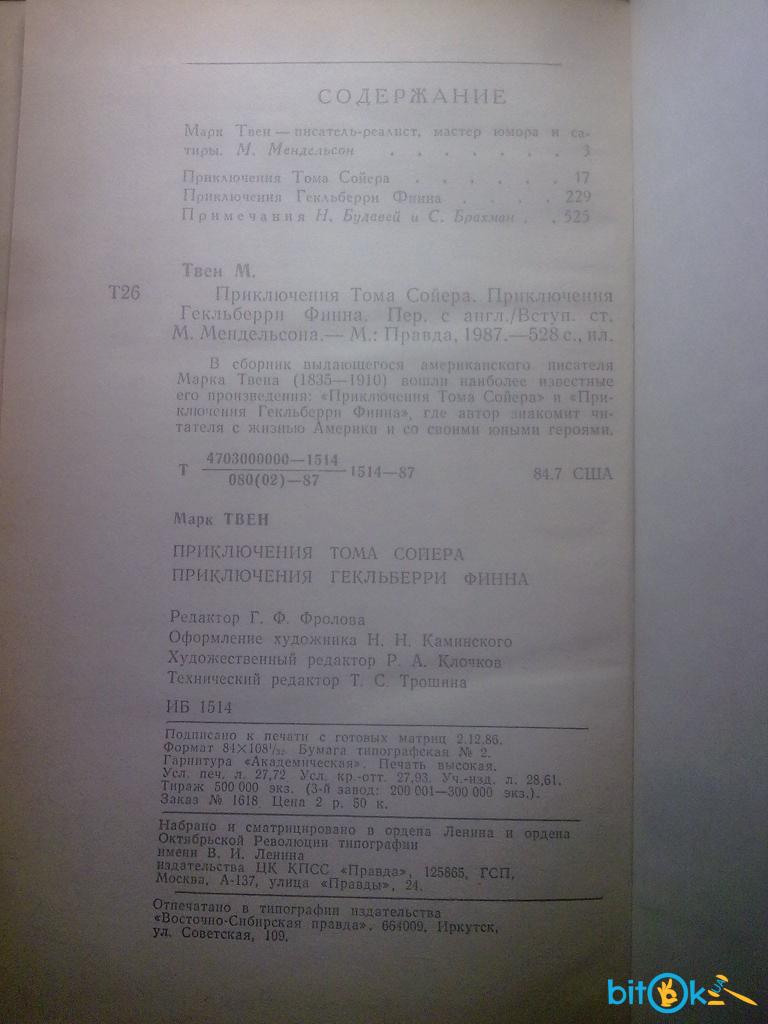 СОДЕРЖАНИЕ
Марк Твен — писатель-реалист, мастер юмора и са-
тиры. М. Мендельсон . . . . . . . 3
Приключения Тома Сойера . . . . . . 17
Приключения Гекльберри Финна . . . . 229
Примечания Н. Будавей и С. Брахман . . 525
Твен М.
Т26 Приключения Тома Сойера. Приключения
Гекльберри Финна. Пер. с англ./Вступ. ст.
М. Мендельсона.— М.: Правда, 1987.—528 с., ил.
В сборник выдающегося американского писателя
Марка Твена (1835—1910) вошли наиболее известные
его произведения: «Приключения Тома Сойера» и «При-
ключения Гекльберри Финна», где автор знакомит чи-
тателя с жизнью Америки и со своими юными героями.
Т 4703000000—1514
080(02)—87 1514—87 84.7 США
Марк ТВЕН
ПРИКЛЮЧЕНИЯ ТОМА СОЙЕРА
ПРИКЛЮЧЕНИЯ ГЕКЛЬБЕРРИ ФИННА
Редактор Г. Ф. Фролова
Оформление художника Н. Н. Каминского
Художественный редактор Р. А. Клочков
Технический редактор Т. С. Трошина
ИБ 1514
Подписано к печати с готовых матриц 2.12.86.
Формат 84×108¹/₃₂. Бумага типографская № 2.
Гарнитура «Академическая». Печать высокая.
Усл. печ. л. 27,72 Усл. кр.-отт. 27,93. Уч.-изд. л. 28,61.
Тираж 500 000 экз. (3-й завод: 200 001—300 000 экз.).
Заказ № 1618 Цена 2 р. 50 к.
Набрано и сматрицировано в ордена Ленина и ордена
Октябрьской Революции типографии
имени В. И. Ленина
издательства ЦК КПСС «Правда», 125865, ГСП,
Москва, А-137, улица «Правды», 24.
Отпечатано в типографии издательства
«Восточно-Сибирская правда». 664009, Иркутск,
ул. Советская, 109.
bitOk UA